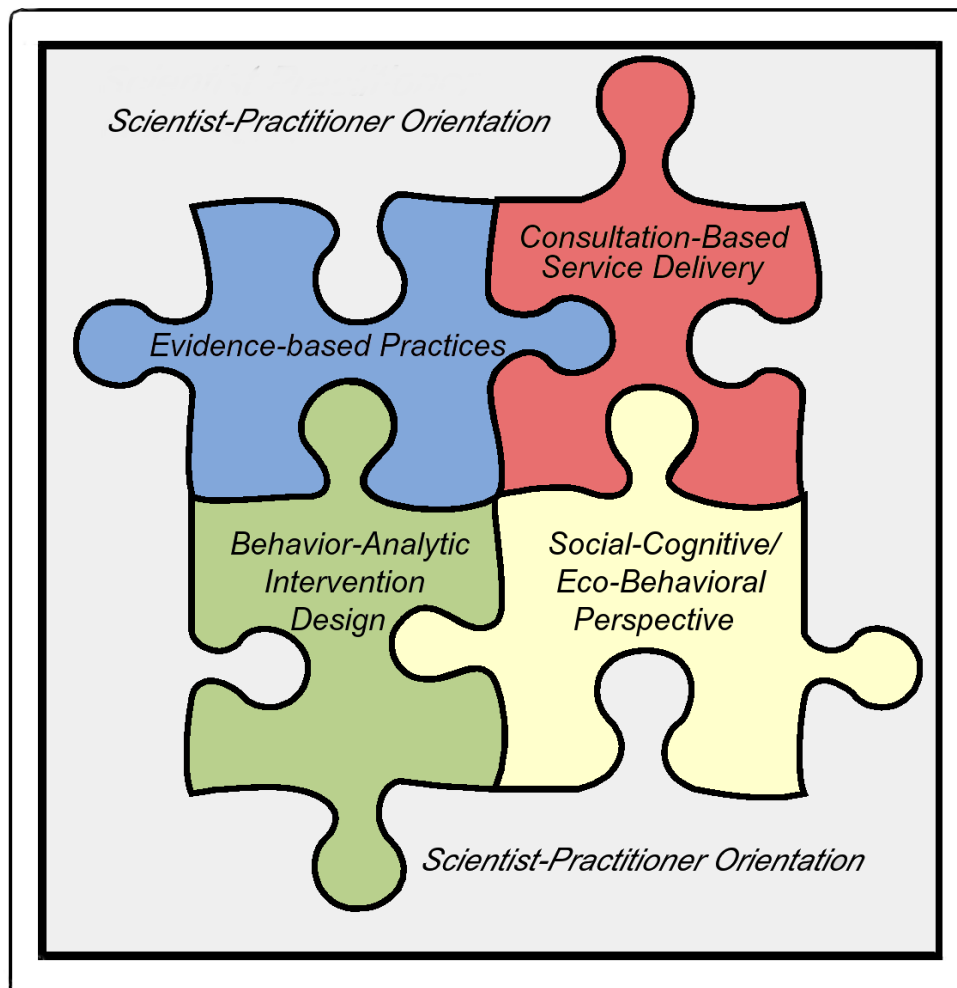 Scientist-Practitioner Orientation
Consultation-Based
Service Delivery
Evidence-based Practices
Behavior-Analytic
Intervention
Design
Social-Cognitive/
Eco-Behavioral
Perspective
Scientist-Practitioner Orientation